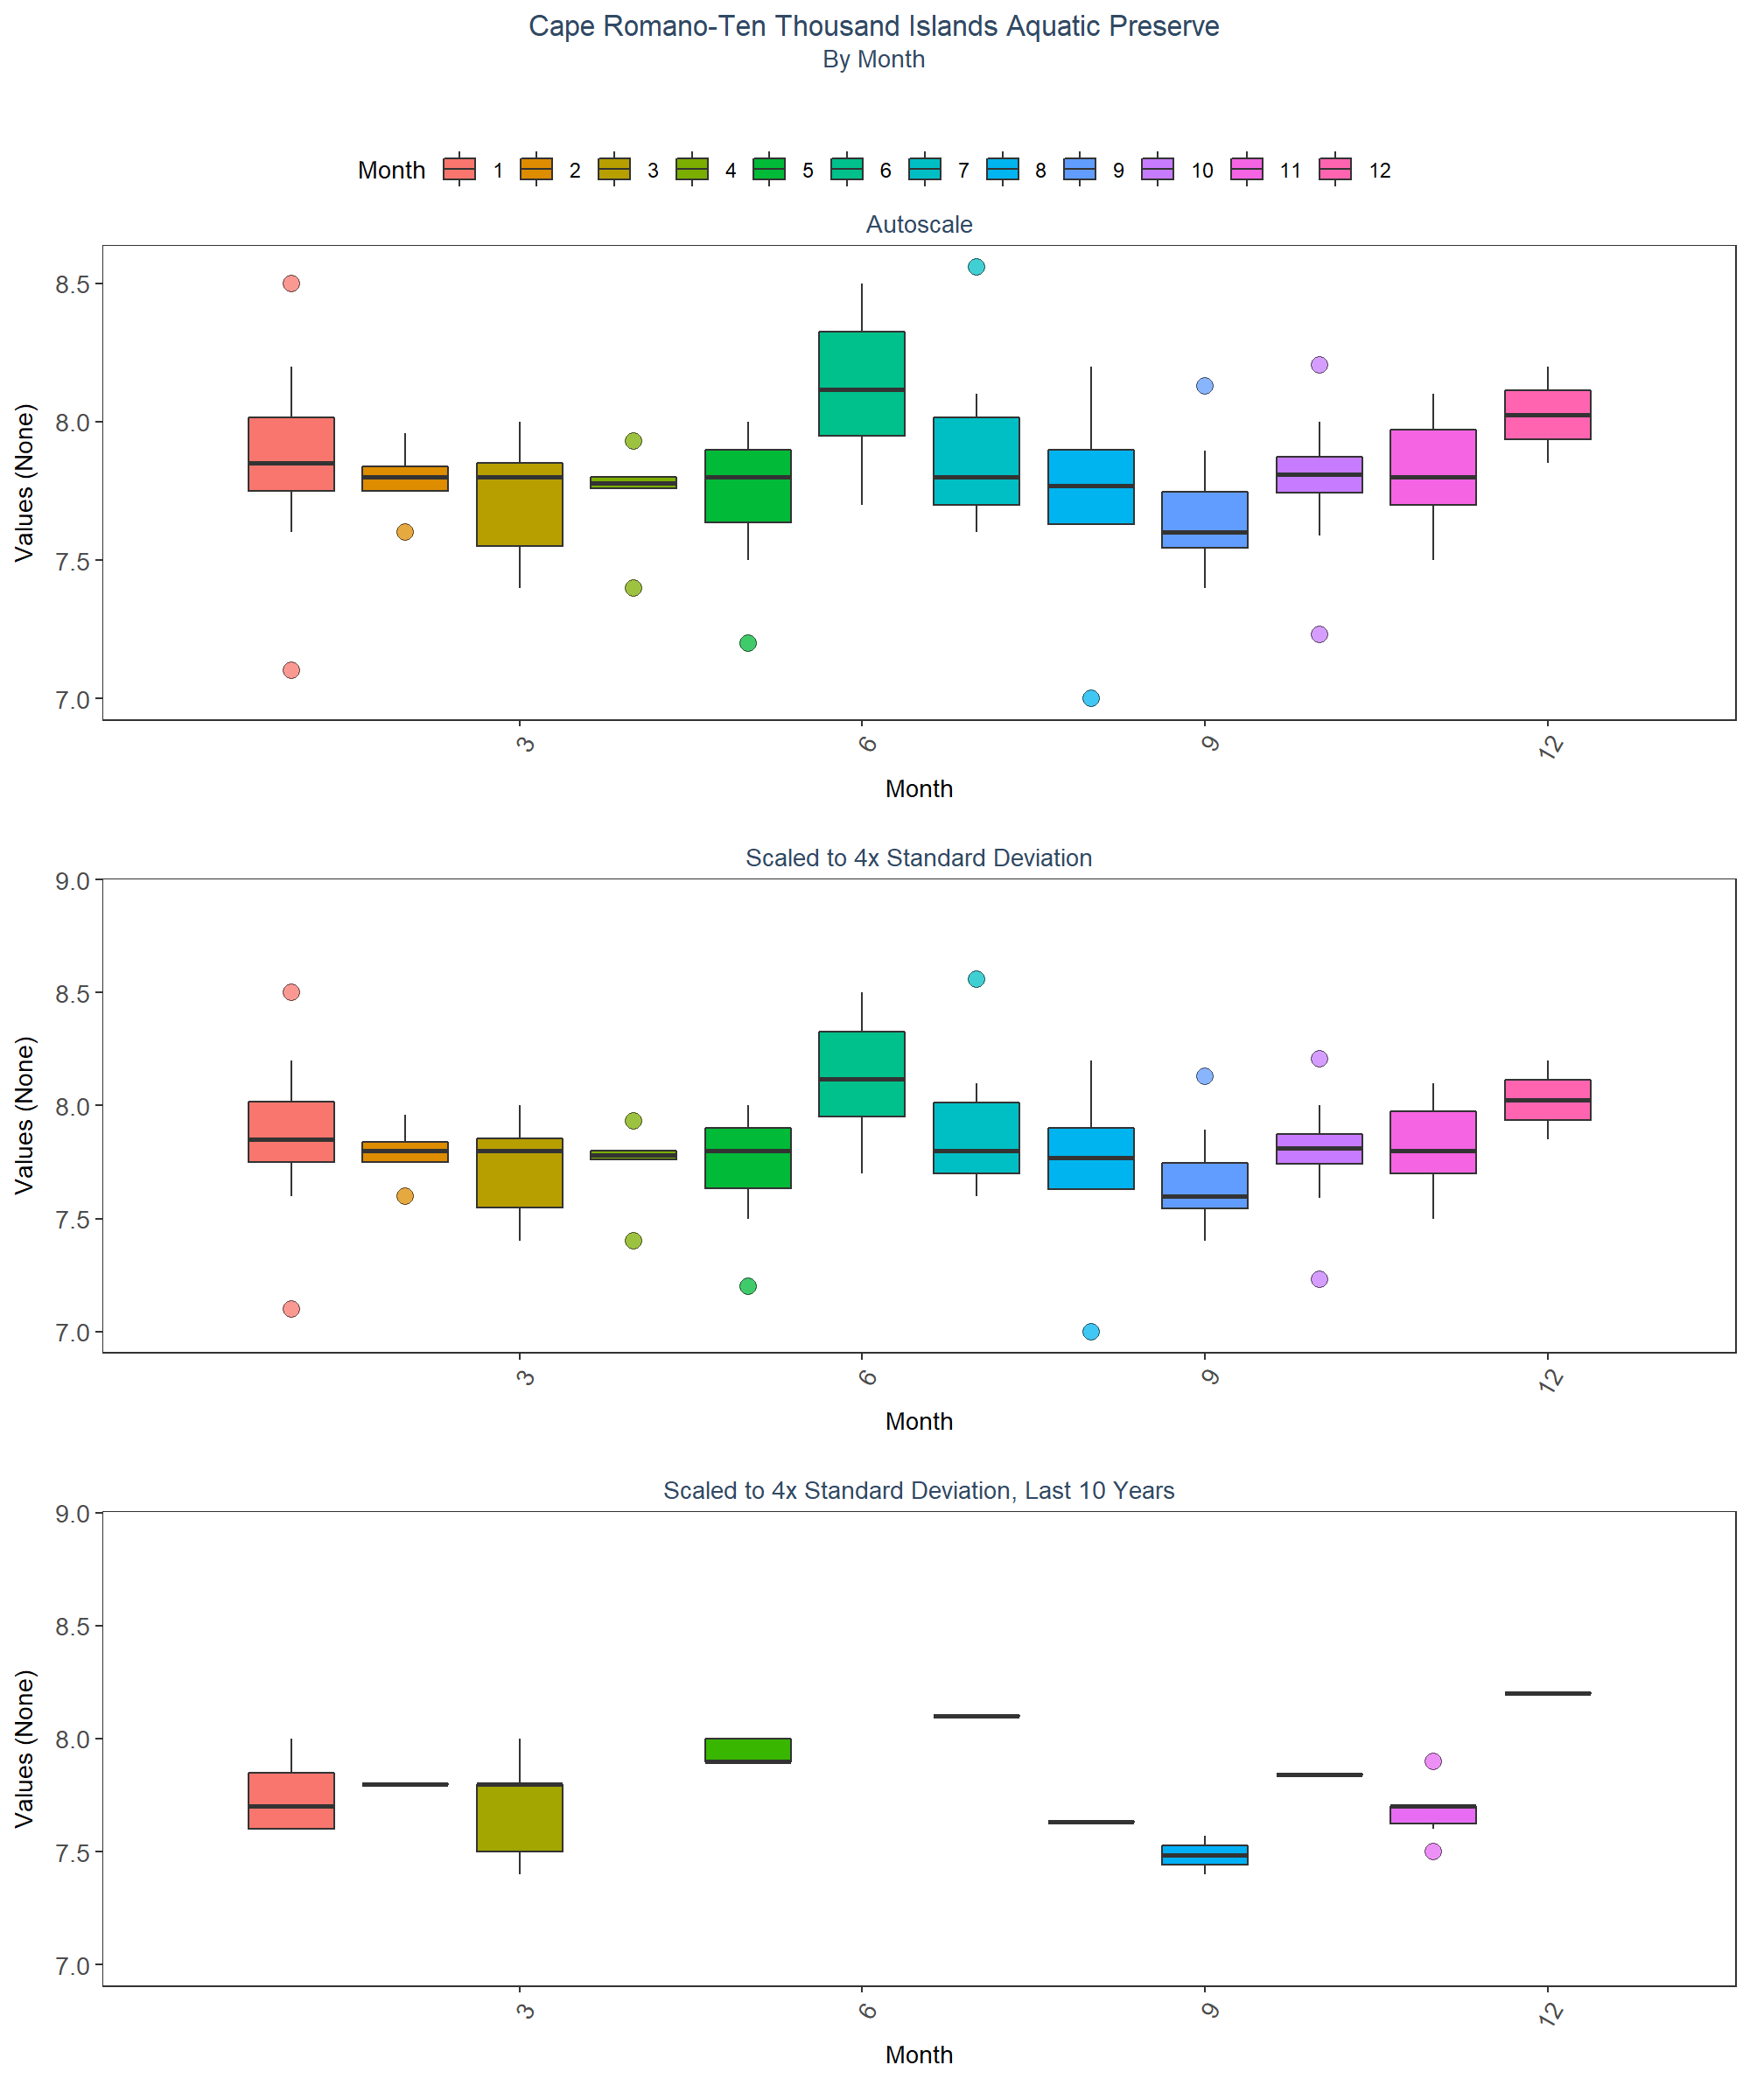 Cape Romano-Ten Thousand Islands Aquatic Preserve
By Month
Month 1 2 3 4 5 6 7 8 9 10 11 12
Autoscale
Values (None)
8.5
8.0
7.5
7.0
3 6 9 12
Month
Scaled to 4x Standard Deviation
Values (None)
9.0
8.5
8.0
7.5
7.0
3 6 9 12
Month
Scaled to 4x Standard Deviation, Last 10 Years
Values (None)
9.0
8.5
8.0
7.5
7.0
3 6 9 12
Month